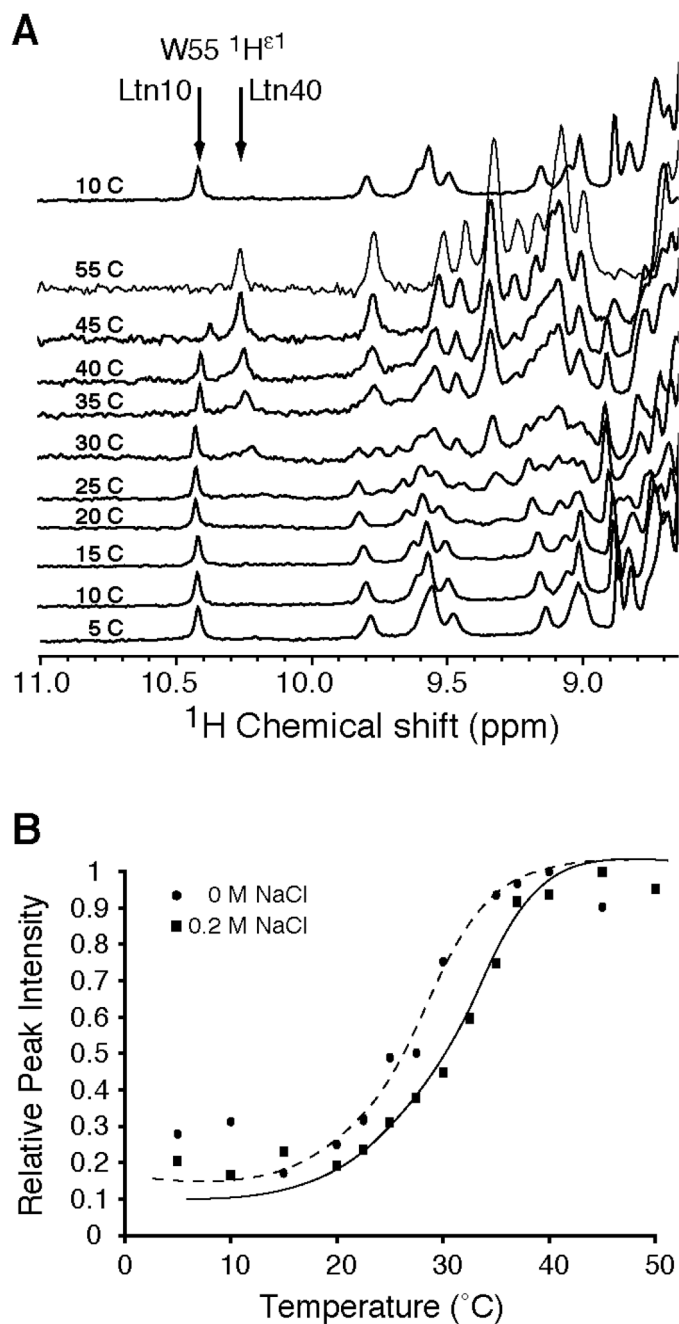 A
W55 ¹Hᵉ¹
Ltn10 Ltn40
10 C
55 C
45 C
40 C
35 C
30 C
25 C
20 C
15 C
10 C
5 C
11.0 10.5 10.0 9.5 9.0
¹H Chemical shift (ppm)
B
1
0.9
0.8
0.7
0.6
0.5
0.4
0.3
0.2
0.1
0
0 M NaCl
0.2 M NaCl
Relative Peak Intensity
0 10 20 30 40 50
Temperature (°C)